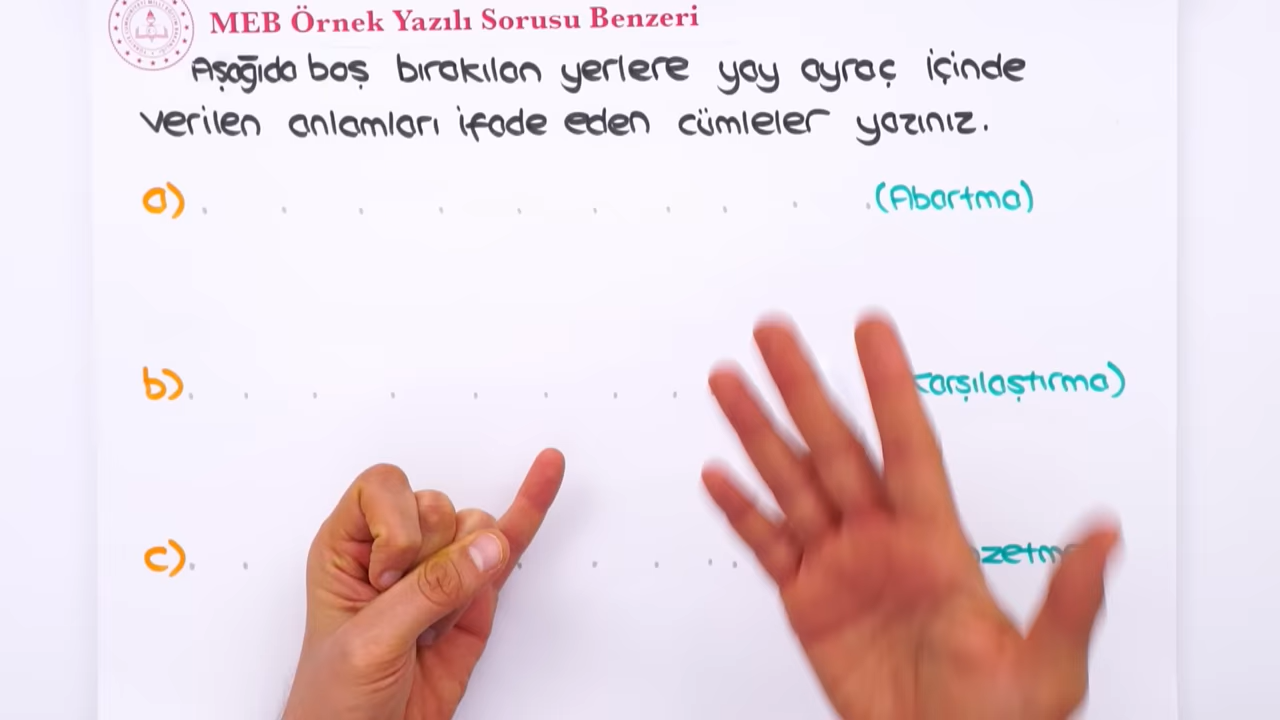 MEB Örnek Yazılı Sorusu Benzeri
Aşağıda boş bırakılan yerlere yay ayraç içinde
verilen anlamları ifade eden cümleler yazınız.
a) . . . . . . . . . . (Abartma)
b) . . . . . . .
c) . . . . . . .